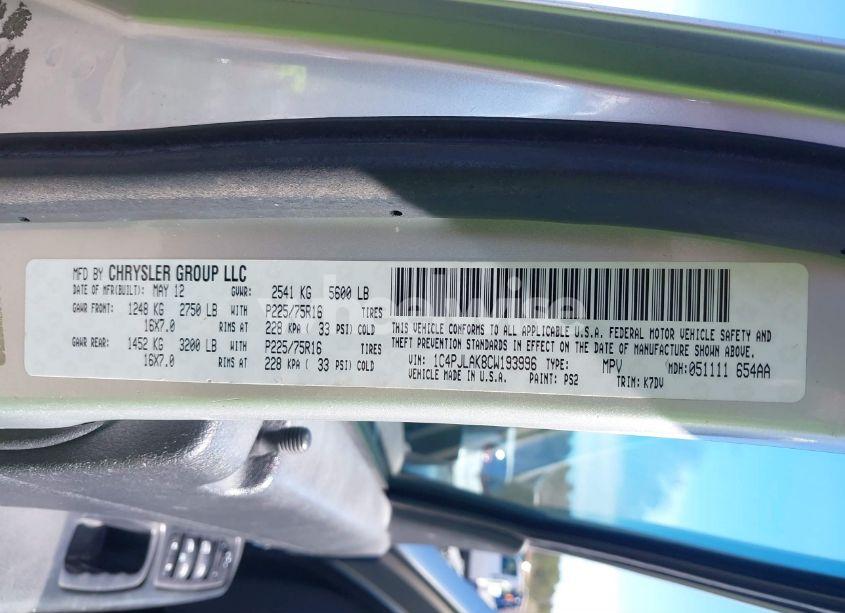 MFD BY CHRYSLER GROUP LLC
DATE OF MFR(BUILT): MAY 12 GVWR: 2541 KG 5600 LB
GAWR FRONT: 1248 KG 2750 LB WITH P225/75R16 TIRES
16X7.0 RIMS AT 228 KPA ( 33 PSI) COLD
GAWR REAR: 1452 KG 3200 LB WITH P225/75R16 TIRES
16X7.0 RIMS AT 228 KPA ( 33 PSI) COLD
THIS VEHICLE CONFORMS TO ALL APPLICABLE U.S.A. FEDERAL MOTOR VEHICLE SAFETY AND
THEFT PREVENTION STANDARDS IN EFFECT ON THE DATE OF MANUFACTURE SHOWN ABOVE.
VIN: 1C4PJLAK8CW193996 TYPE: MPV MDH: 051111 654AA
VEHICLE MADE IN U.S.A. PAINT: PS2 TRIM: K7DV